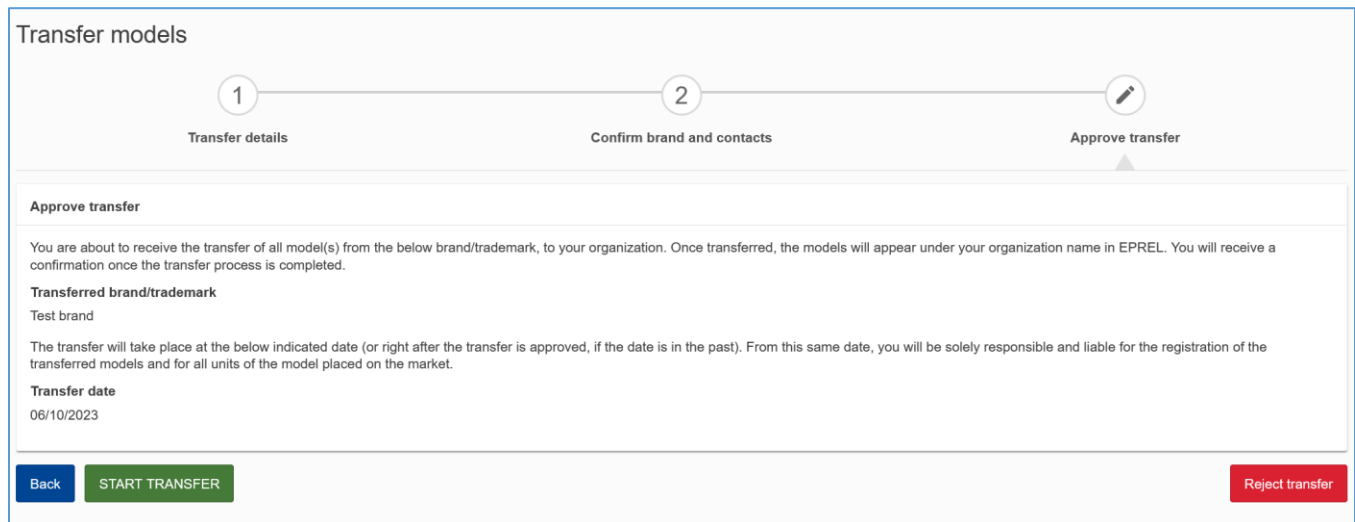 Transfer models
1
2
Transfer details
Confirm brand and contacts
Approve transfer
Approve transfer
You are about to receive the transfer of all model(s) from the below brand/trademark, to your organization. Once transferred, the models will appear under your organization name in EPREL. You will receive a
confirmation once the transfer process is completed.
Transferred brand/trademark
Test brand
The transfer will take place at the below indicated date (or right after the transfer is approved, if the date is in the past). From this same date, you will be solely responsible and liable for the registration of the
transferred models and for all units of the model placed on the market.
Transfer date
06/10/2023
Back
START TRANSFER
Reject transfer